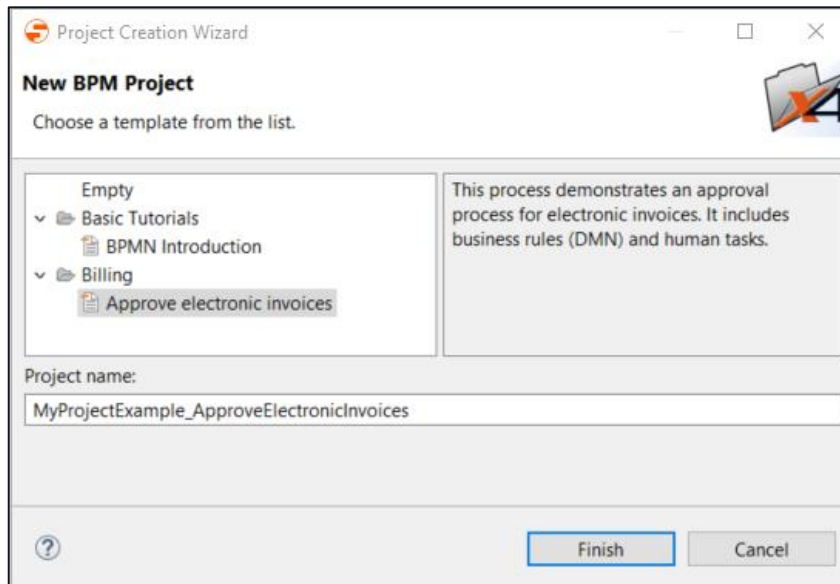 Project Creation Wizard
New BPM Project
Choose a template from the list.
X4
Empty
Basic Tutorials
BPMN Introduction
Billing
Approve electronic invoices
This process demonstrates an approval
process for electronic invoices. It includes
business rules (DMN) and human tasks.
Project name:
MyProjectExample_ApproveElectronicInvoices
?
Finish
Cancel